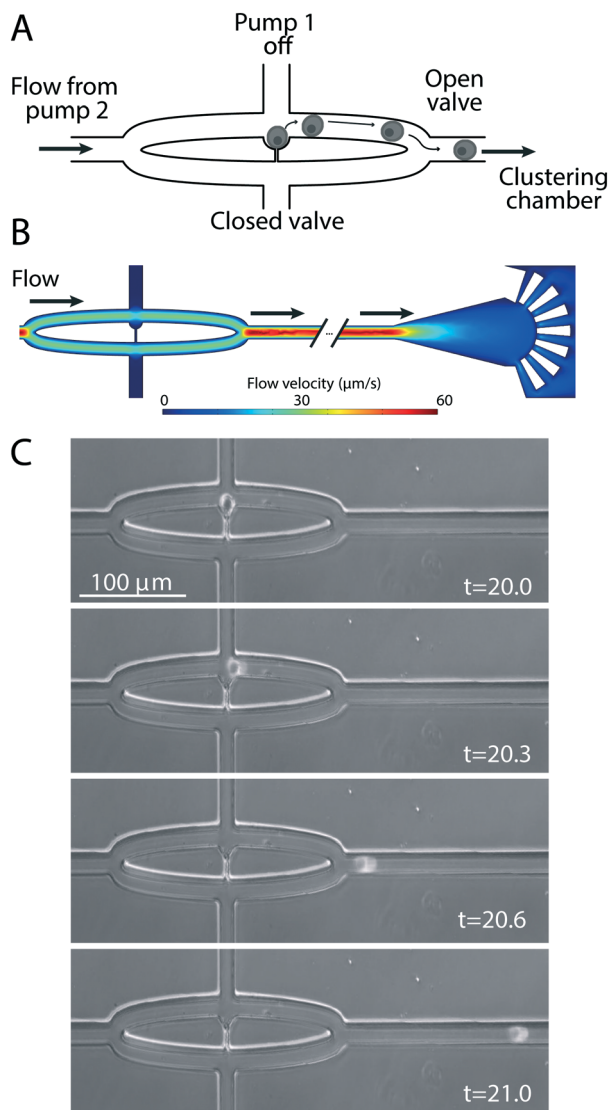 A
Pump 1
off
Flow from
pump 2
Open
valve
Closed valve
Clustering
chamber
B
Flow
...
Flow velocity (μm/s)
0
30
60
C
100 μm
t=20.0
t=20.3
t=20.6
t=21.0